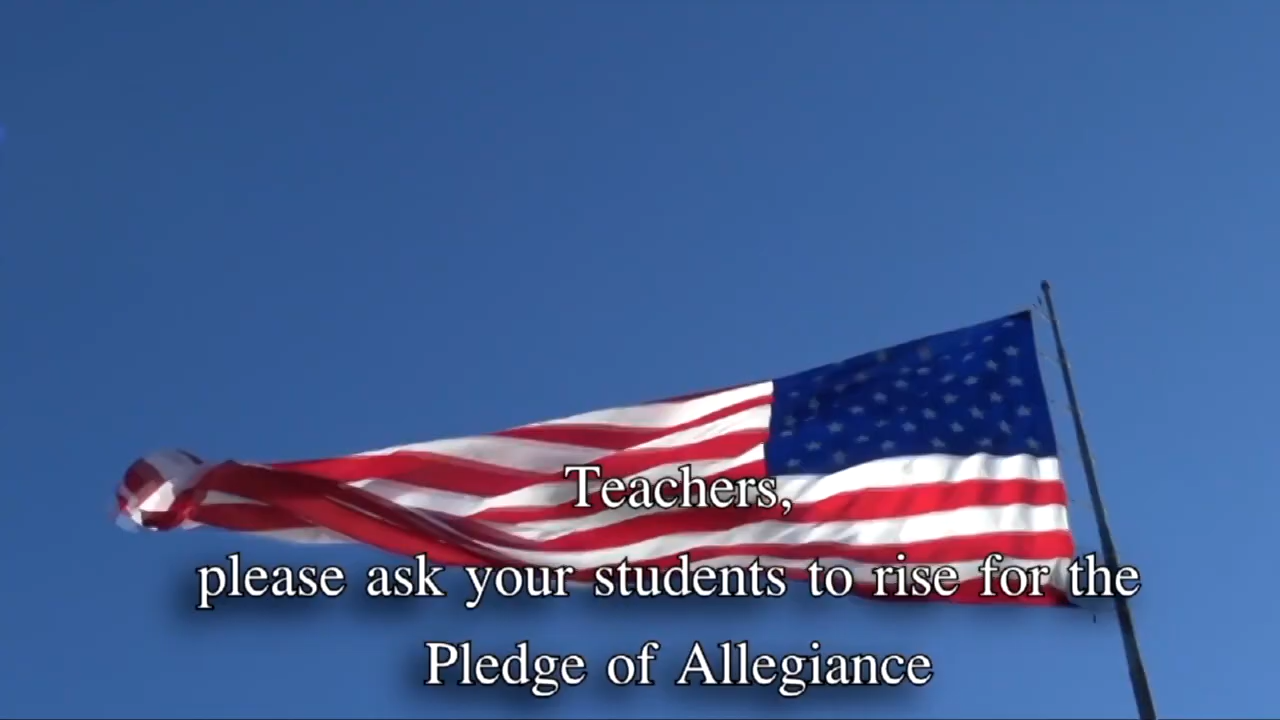 Teachers,
please ask your students to rise for the
Pledge of Allegiance